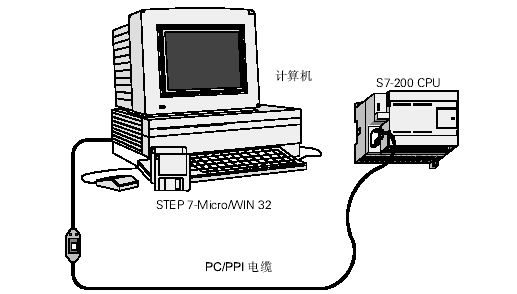 计算机
S7-200 CPU
STEP 7-Micro/WIN 32
PC/PPI 电缆